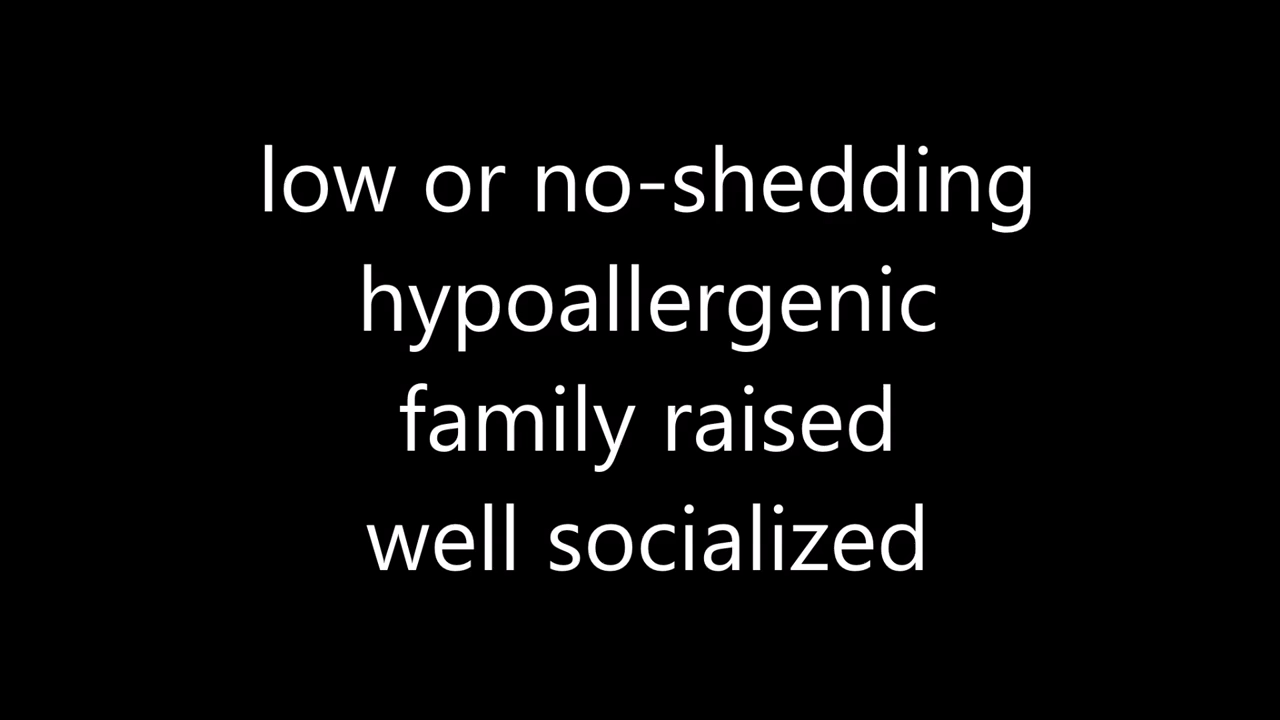 low or no-shedding
hypoallergenic
family raised
well socialized